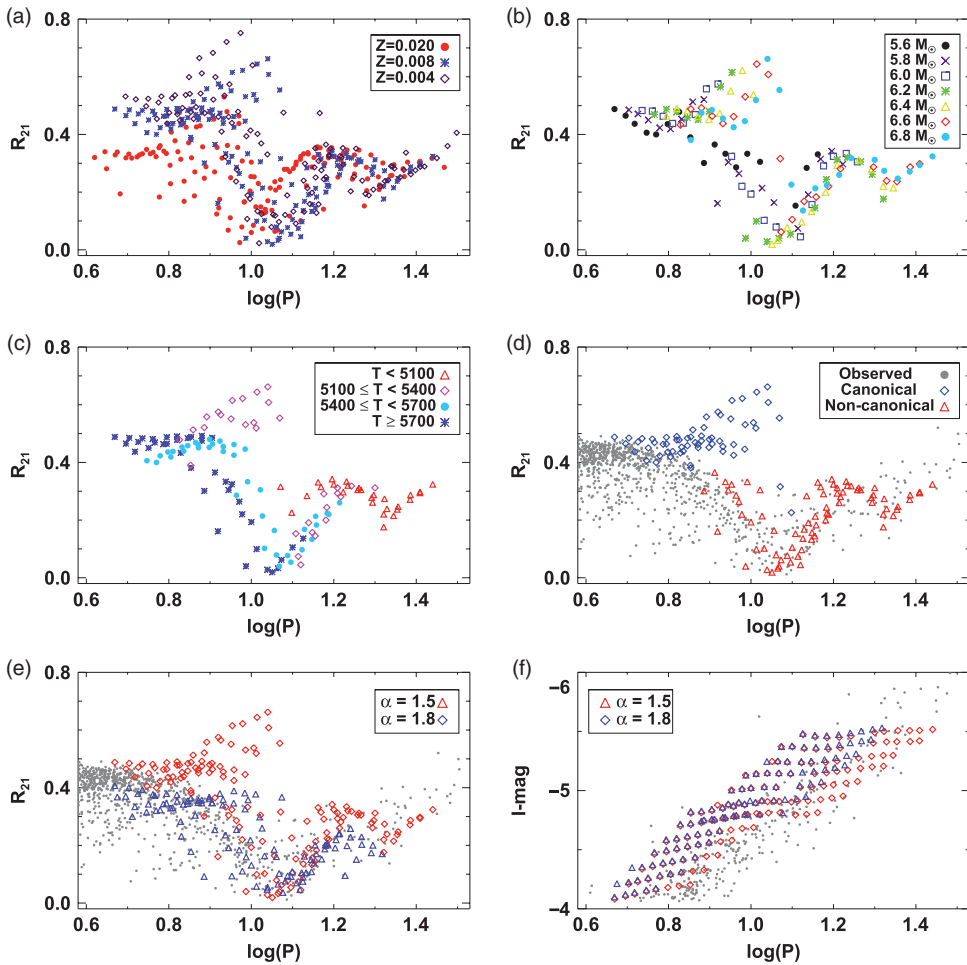 (a)
0.8
0.4
0.0
R21
Z=0.020
Z=0.008
Z=0.004
0.6 0.8 1.0 1.2 1.4
log(P)
(b)
0.8
0.4
0.0
R21
5.6 M⊙
5.8 M⊙
6.0 M⊙
6.2 M⊙
6.4 M⊙
6.6 M⊙
6.8 M⊙
0.6 0.8 1.0 1.2 1.4
log(P)
(c)
0.8
0.4
0.0
R21
T < 5100
5100 ≤ T < 5400
5400 ≤ T < 5700
T ≥ 5700
0.6 0.8 1.0 1.2 1.4
log(P)
(d)
0.8
0.4
0.0
R21
Observed
Canonical
Non-canonical
0.6 0.8 1.0 1.2 1.4
log(P)
(e)
0.8
0.4
0.0
R21
α = 1.5
α = 1.8
0.6 0.8 1.0 1.2 1.4
log(P)
(f)
−6
−5
−4
I-mag
α = 1.5
α = 1.8
0.6 0.8 1.0 1.2 1.4
log(P)